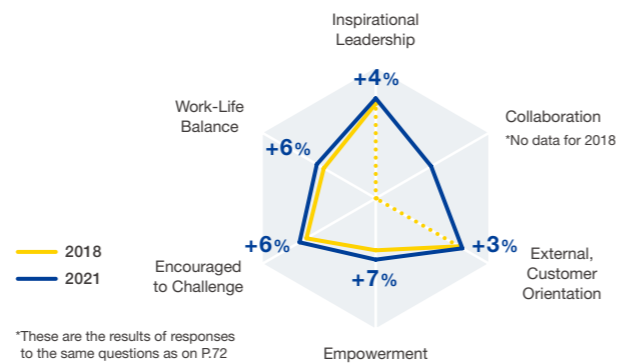 Inspirational
Leadership
+4%
Work-Life
Balance
+6%
Collaboration
*No data for 2018
+6%
+3%
2018
2021
Encouraged
to Challenge
+7%
External,
Customer
Orientation
*These are the results of responses
to the same questions as on P.72
Empowerment